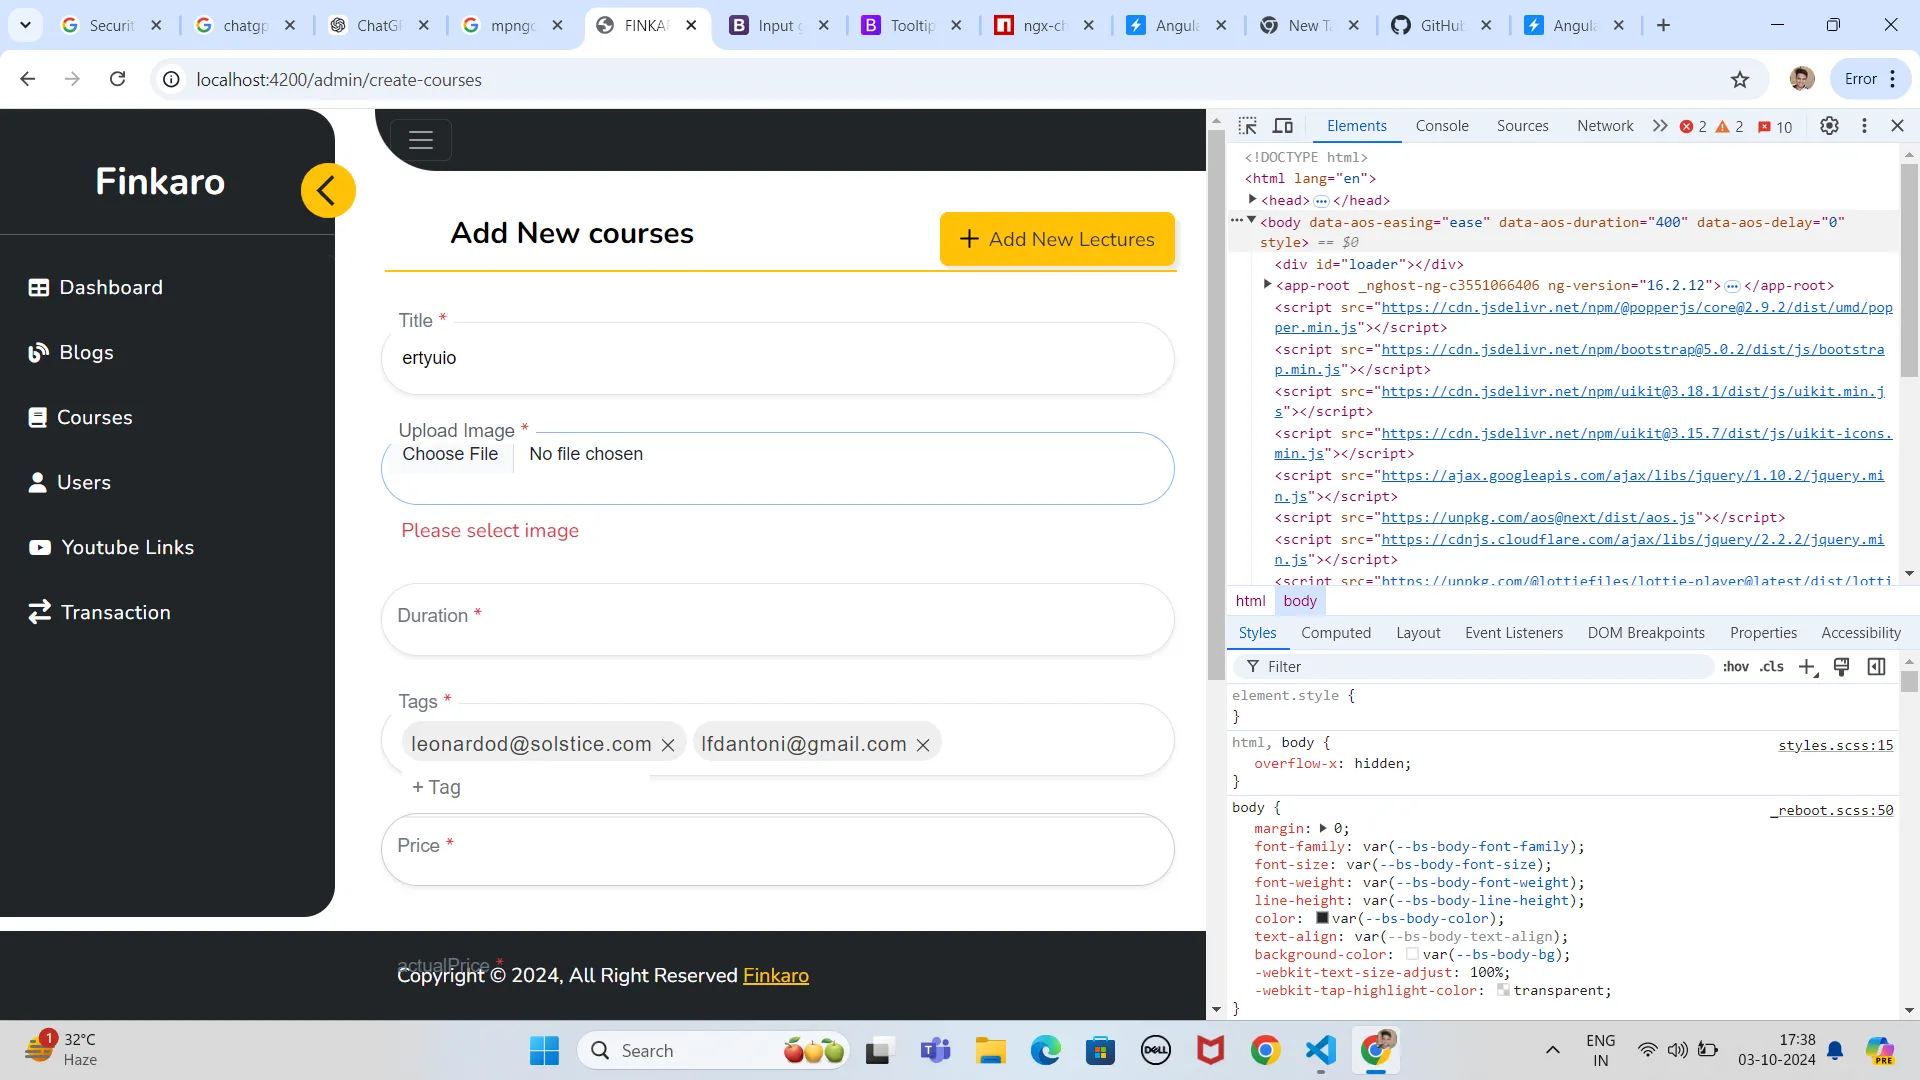 Securit
chatgp
ChatGP
mpngc
FINKA
Input g
Tooltip
ngx-ch
Angula
New Ta
GitHub
Angula
localhost:4200/admin/create-courses
Error
Finkaro
Dashboard
Blogs
Courses
Users
Youtube Links
Transaction
Add New courses
Add New Lectures
Title *
ertyuio
Upload Image *
Choose File No file chosen
Please select image
Duration *
Tags *
leonardod@solstice.com lfdantoni@gmail.com
+ Tag
Price *
actualPrice *
Copyright © 2024, All Right Reserved Finkaro
Elements Console Sources Network 2 2 10
<!DOCTYPE html>
<html lang="en">
<head> ••• </head>
••• <body data-aos-easing="ease" data-aos-duration="400" data-aos-delay="0"
style> == $0
<div id="loader"></div>
<app-root _nghost-ng-c3551066406 ng-version="16.2.12"> ••• </app-root>
<script src="https://cdn.jsdelivr.net/npm/@popperjs/core@2.9.2/dist/umd/pop
per.min.js"></script>
<script src="https://cdn.jsdelivr.net/npm/bootstrap@5.0.2/dist/js/bootstra
p.min.js"></script>
<script src="https://cdn.jsdelivr.net/npm/uikit@3.18.1/dist/js/uikit.min.j
s"></script>
<script src="https://cdn.jsdelivr.net/npm/uikit@3.15.7/dist/js/uikit-icons.
min.js"></script>
<script src="https://ajax.googleapis.com/ajax/libs/jquery/1.10.2/jquery.mi
n.js"></script>
<script src="https://unpkg.com/aos@next/dist/aos.js"></script>
<script src="https://cdnjs.cloudflare.com/ajax/libs/jquery/2.2.2/jquery.mi
n.js"></script>
<script src="https://unpkg.com/@lottiefiles/lottie-player@latest/dist/lotti
html body
Styles Computed Layout Event Listeners DOM Breakpoints Properties Accessibility
Filter :hov .cls
element.style {
}
html, body { styles.scss:15
overflow-x: hidden;
}
body { _reboot.scss:50
margin: 0;
font-family: var(--bs-body-font-family);
font-size: var(--bs-body-font-size);
font-weight: var(--bs-body-font-weight);
line-height: var(--bs-body-line-height);
color: var(--bs-body-color);
text-align: var(--bs-body-text-align);
background-color: var(--bs-body-bg);
-webkit-text-size-adjust: 100%;
-webkit-tap-highlight-color: transparent;
}
1
32°C
Haze
Search
DELL
ENG
IN
17:38
03-10-2024
PRE